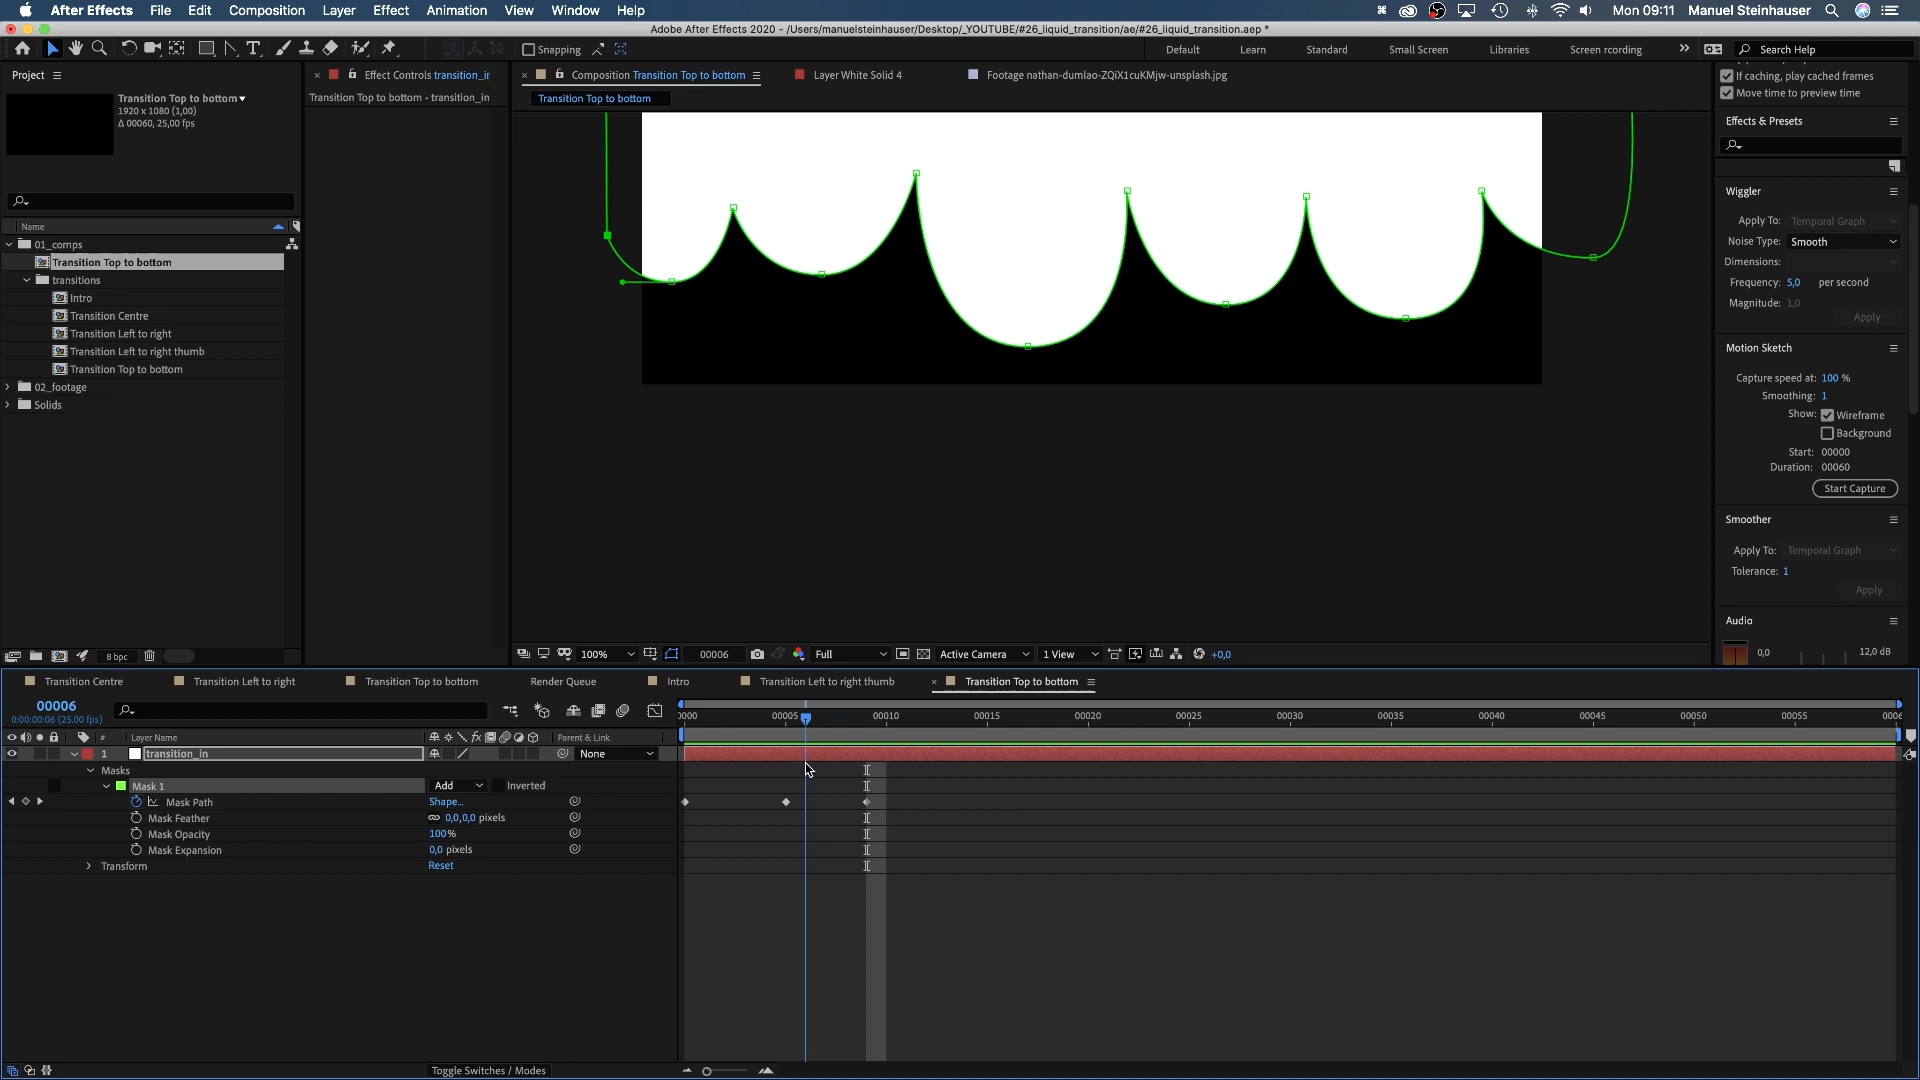 After Effects File Edit Composition Layer Effect Animation View Window Help Mon 09:11 Manuel Steinhauser
Adobe After Effects 2020 - /Users/manuelsteinhauser/Desktop/_YOUTUBE/#26_liquid_transition/ae/#26_liquid_transition.aep *
Snapping Default Learn Standard Small Screen Libraries Screen rcording Search Help
Project Effect Controls transition_ir Composition Transition Top to bottom Layer White Solid 4 Footage nathan-dumlao-ZQiX1cuKMjw-unsplash.jpg
If caching, play cached frames
Move time to preview time
Transition Top to bottom
1920 x 1080 (1,00)
Δ 00060, 25,00 fps
Transition Top to bottom • transition_in
Transition Top to bottom
Effects & Presets
Wiggler
Apply To: Temporal Graph
Noise Type: Smooth
Dimensions:
Frequency: 5,0 per second
Magnitude: 1,0
Apply
Motion Sketch
Capture speed at: 100 %
Smoothing: 1
Show: Wireframe
Background
Start: 00000
Duration: 00060
Start Capture
Smoother
Apply To: Temporal Graph
Tolerance: 1
Apply
Audio
0,0 12,0 dB
Name
01_comps
Transition Top to bottom
transitions
Intro
Transition Centre
Transition Left to right
Transition Left to right thumb
Transition Top to bottom
02_footage
Solids
8 bpc
100% 00006 Full Active Camera 1 View +0,0
Transition Centre Transition Left to right Transition Top to bottom Render Queue Intro Transition Left to right thumb Transition Top to bottom
00006
0:00:00:06 (25.00 fps)
0000 00005 00010 00015 00020 00025 00030 00035 00040 00045 00050 00055 0006
# Layer Name Parent & Link
1 transition_in None
Masks
Mask 1 Add Inverted
Mask Path Shape...
Mask Feather 0,0,0,0 pixels
Mask Opacity 100%
Mask Expansion 0,0 pixels
Transform Reset
Toggle Switches / Modes